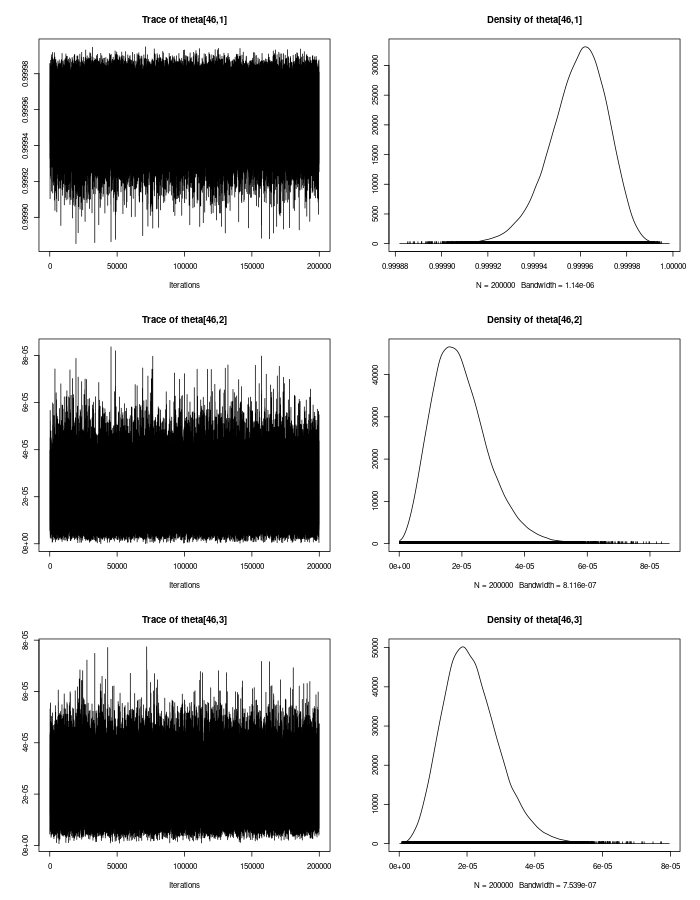 Trace of theta[46,1]
0.99990 0.99992 0.99994 0.99996 0.99998
0 50000 100000 150000 200000
Iterations
Density of theta[46,1]
0 5000 10000 15000 20000 25000 30000
0.99988 0.99990 0.99992 0.99994 0.99996 0.99998 1.00000
N = 200000 Bandwidth = 1.14e-06
Trace of theta[46,2]
0e+00 2e-05 4e-05 6e-05 8e-05
0 50000 100000 150000 200000
Iterations
Density of theta[46,2]
0 10000 20000 30000 40000
0e+00 2e-05 4e-05 6e-05 8e-05
N = 200000 Bandwidth = 8.116e-07
Trace of theta[46,3]
0e+00 2e-05 4e-05 6e-05 8e-05
0 50000 100000 150000 200000
Iterations
Density of theta[46,3]
0 10000 20000 30000 40000 50000
0e+00 2e-05 4e-05 6e-05 8e-05
N = 200000 Bandwidth = 7.539e-07